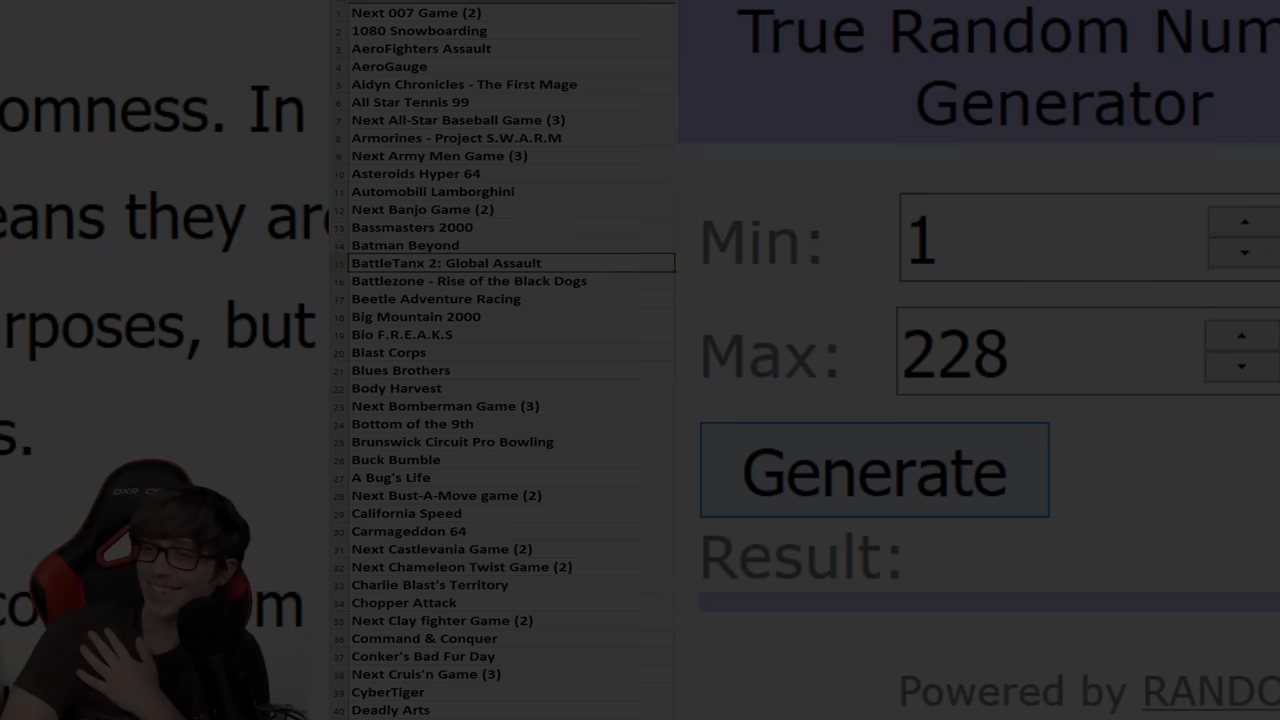 omness. In
eans they are
rposes, but
s.
co
m
DXR
1 Next 007 Game (2)
2 1080 Snowboarding
3 AeroFighters Assault
4 AeroGauge
5 Aidyn Chronicles - The First Mage
6 All Star Tennis 99
7 Next All-Star Baseball Game (3)
8 Armorines - Project S.W.A.R.M
9 Next Army Men Game (3)
10 Asteroids Hyper 64
11 Automobili Lamborghini
12 Next Banjo Game (2)
13 Bassmasters 2000
14 Batman Beyond
15 BattleTanx 2: Global Assault
16 Battlezone - Rise of the Black Dogs
17 Beetle Adventure Racing
18 Big Mountain 2000
19 Bio F.R.E.A.K.S
20 Blast Corps
21 Blues Brothers
22 Body Harvest
23 Next Bomberman Game (3)
24 Bottom of the 9th
25 Brunswick Circuit Pro Bowling
26 Buck Bumble
27 A Bug's Life
28 Next Bust-A-Move game (2)
29 California Speed
30 Carmageddon 64
31 Next Castlevania Game (2)
32 Next Chameleon Twist Game (2)
33 Charlie Blast's Territory
34 Chopper Attack
35 Next Clay fighter Game (2)
36 Command & Conquer
37 Conker's Bad Fur Day
38 Next Cruis'n Game (3)
39 CyberTiger
40 Deadly Arts
True Random Num
Generator
Min: 1
Max: 228
Generate
Result:
Powered by RANDO